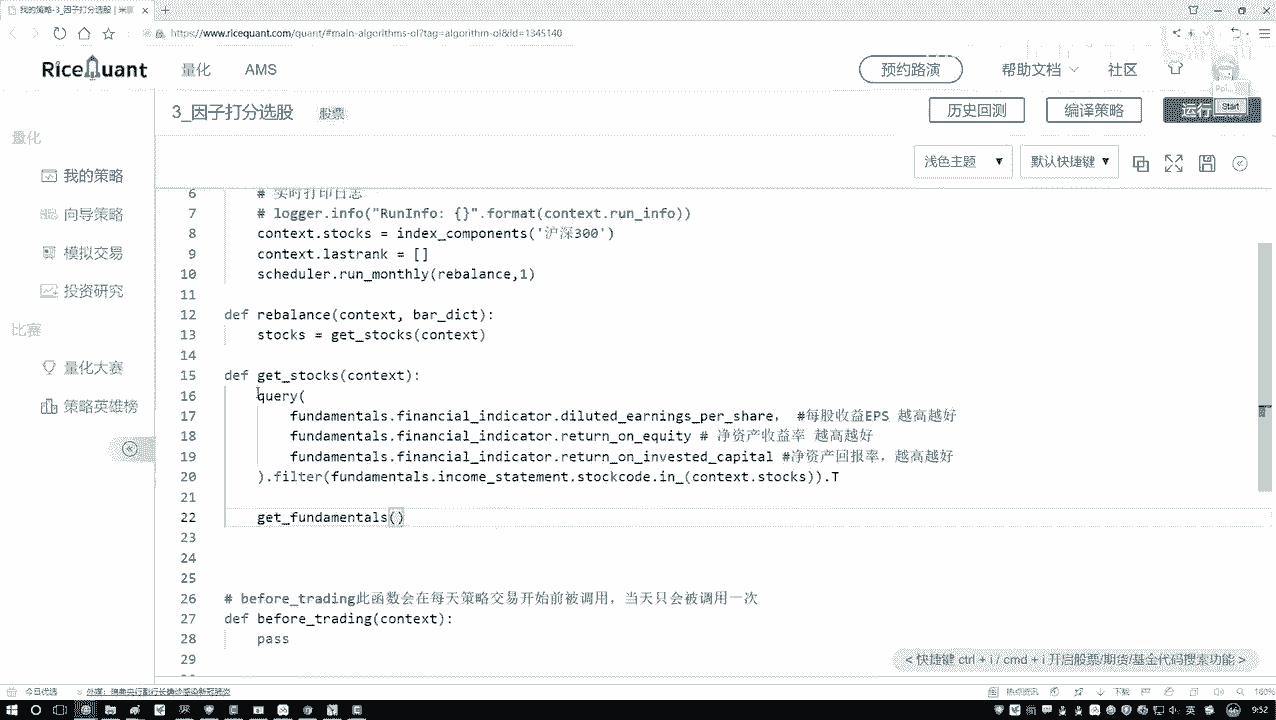 我的策略-3_因子打分选股 | 米
https://www.ricequant.com/quant/#main-algorithms-ol?tag=algorithm-ol&id=1345140
RiceQuant 量化 AMS 预约路演 帮助文档 社区
3_因子打分选股 股票 历史回测 编译策略 运行 Start
浅色主题 默认快捷键
量化
我的策略
向导策略
模拟交易
投资研究
比赛
量化大赛
策略英雄榜
6 # 实时打印日志
7 # logger.info("RunInfo: {}".format(context.run_info))
8 context.stocks = index_components('沪深300')
9 context.lastrank = []
10 scheduler.run_monthly(rebalance,1)
11
12 def rebalance(context, bar_dict):
13 stocks = get_stocks(context)
14
15 def get_stocks(context):
16 query(
17 fundamentals.financial_indicator.diluted_earnings_per_share， #每股收益EPS 越高越好
18 fundamentals.financial_indicator.return_on_equity # 净资产收益率 越高越好
19 fundamentals.financial_indicator.return_on_invested_capital #净资产回报率，越高越好
20 ).filter(fundamentals.income_statement.stockcode.in_(context.stocks)).T
21
22 get_fundamentals()
23
24
25
26 # before_trading此函数会在每天策略交易开始前被调用，当天只会被调用一次
27 def before_trading(context):
28 pass
29
< 快捷键 ctrl + i / cmd + i 开启股票/期货/基金代码搜索功能 >
今日优选 热点资讯 下载 160%
英 9:52